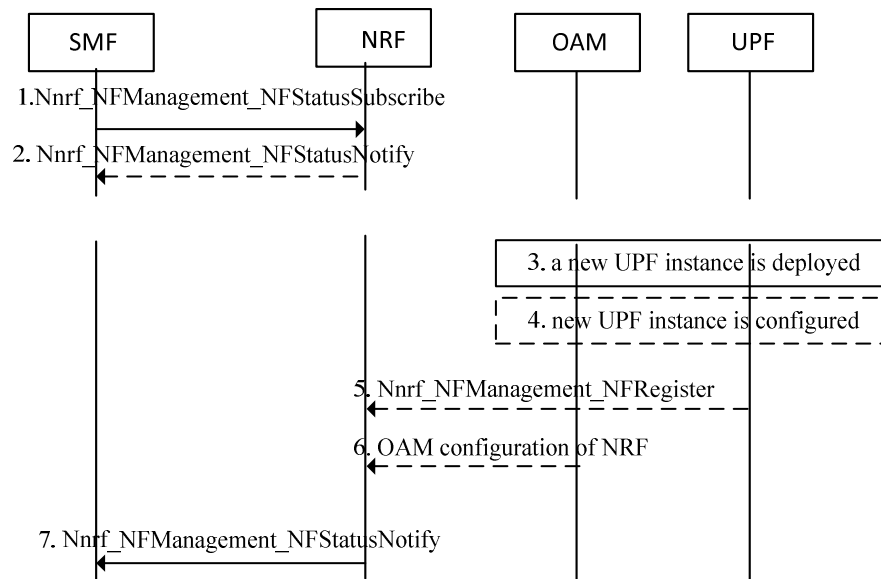 SMF
NRF
OAM
UPF
1.Nnrf_NFManagement_NFStatusSubscribe
2. Nnrf_NFManagement_NFStatusNotify
3. a new UPF instance is deployed
4. new UPF instance is configured
5. Nnrf_NFManagement_NFRegister
6. OAM configuration of NRF
7. Nnrf_NFManagement_NFStatusNotify